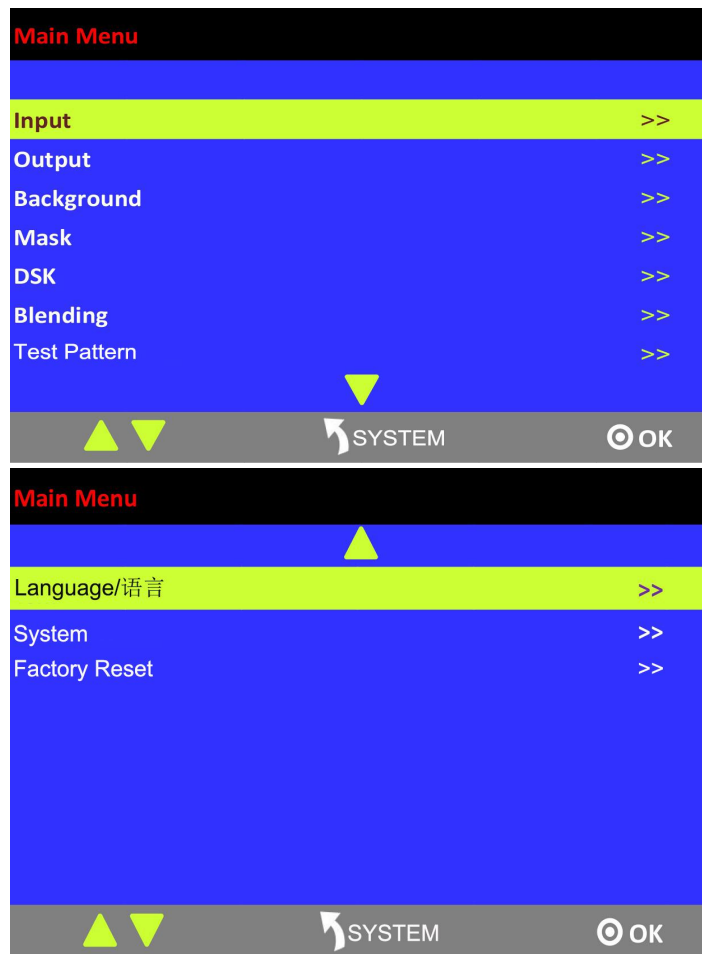 Main Menu
Input >>
Output >>
Background >>
Mask >>
DSK >>
Blending >>
Test Pattern >>
SYSTEM OK
Main Menu
Language/语言 >>
System >>
Factory Reset >>
SYSTEM OK